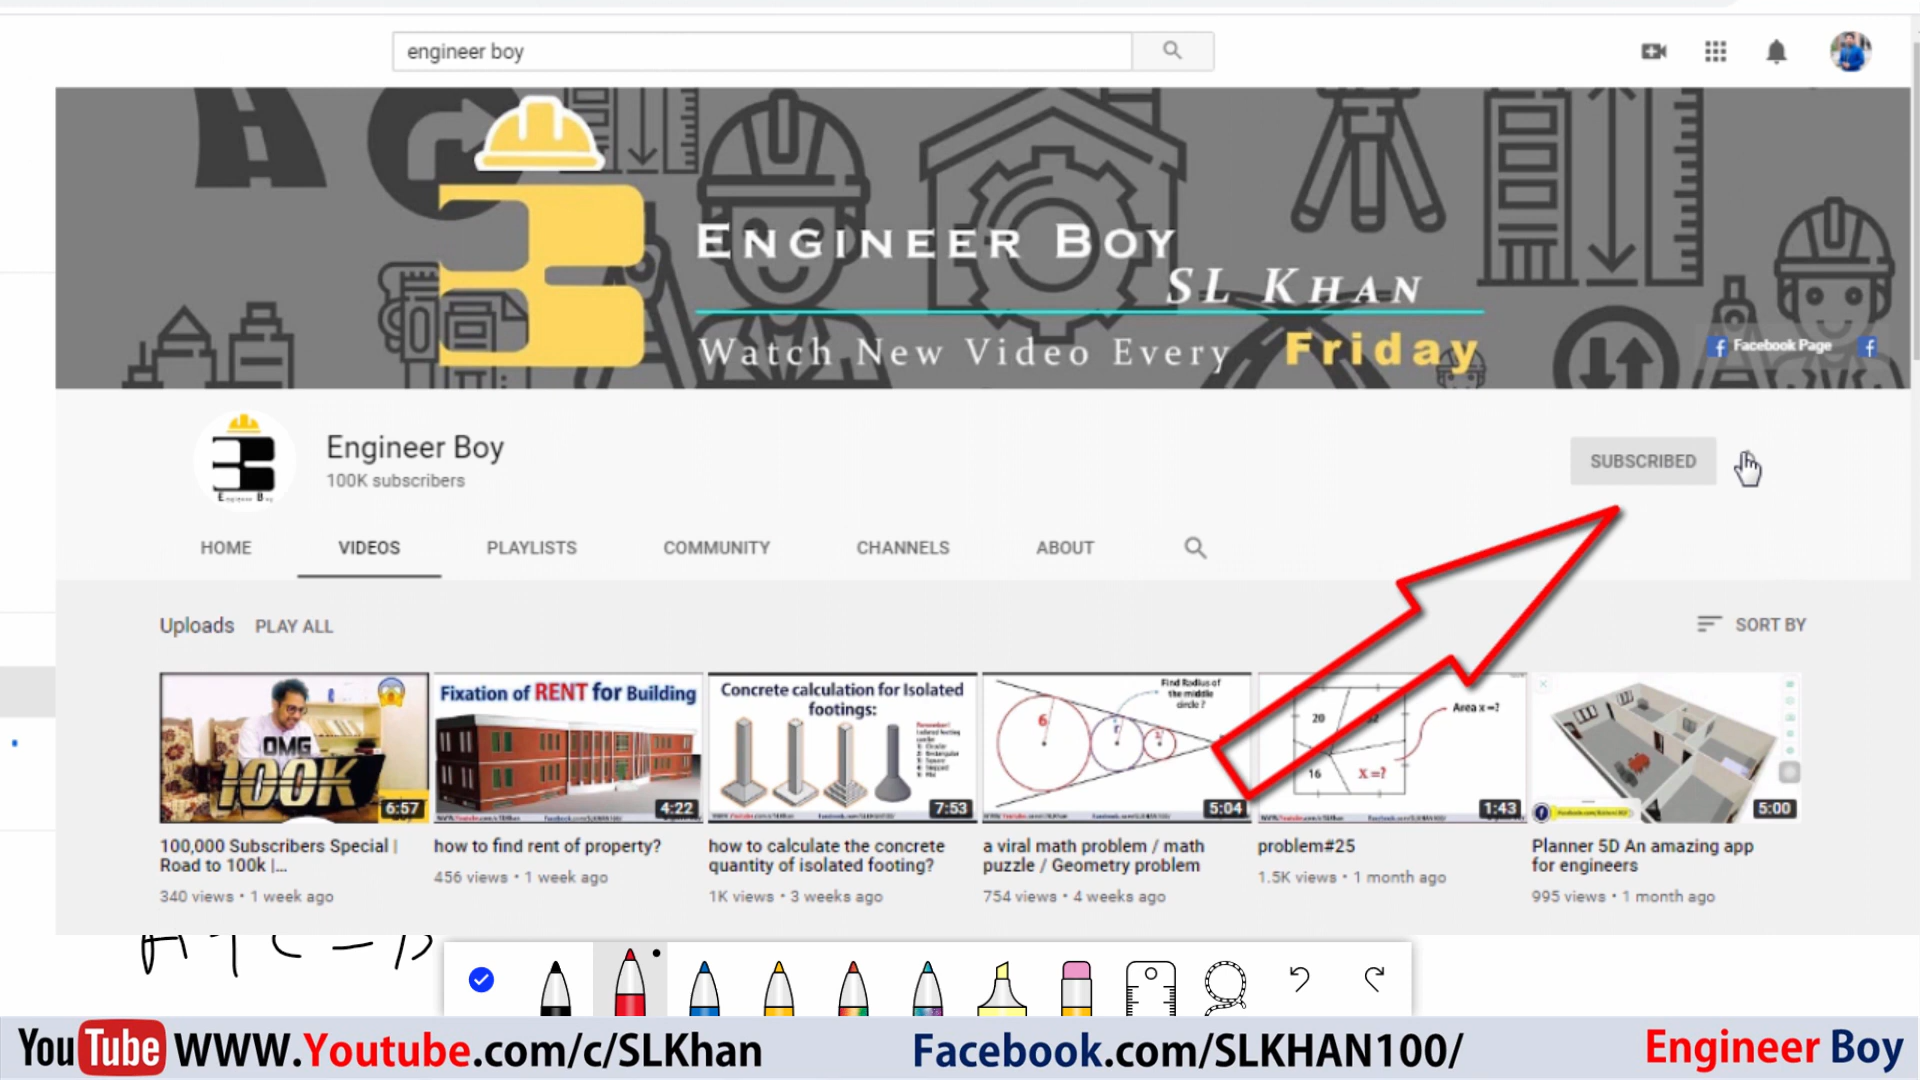 engineer boy
ENGINEER BOY
SL KHAN
Watch New Video Every Friday
Facebook Page
Engineer Boy
Engineer Boy
100K subscribers
SUBSCRIBED
HOME VIDEOS PLAYLISTS COMMUNITY CHANNELS ABOUT
Uploads PLAY ALL
SORT BY
OMG
100K
6:57
Fixation of RENT for Building
4:22
Concrete calculation for Isolated
footings:
7:53
Find Radius of
the middle
circle ?
6
r
5:04
20
16
X=?
Area x =?
1:43
5:00
100,000 Subscribers Special |
Road to 100k |...
340 views • 1 week ago
how to find rent of property?
456 views • 1 week ago
how to calculate the concrete
quantity of isolated footing?
1K views • 3 weeks ago
a viral math problem / math
puzzle / Geometry problem
754 views • 4 weeks ago
problem#25
1.5K views • 1 month ago
Planner 5D An amazing app
for engineers
995 views • 1 month ago
YouTube WWW.Youtube.com/c/SLKhan
Facebook.com/SLKHAN100/
Engineer Boy